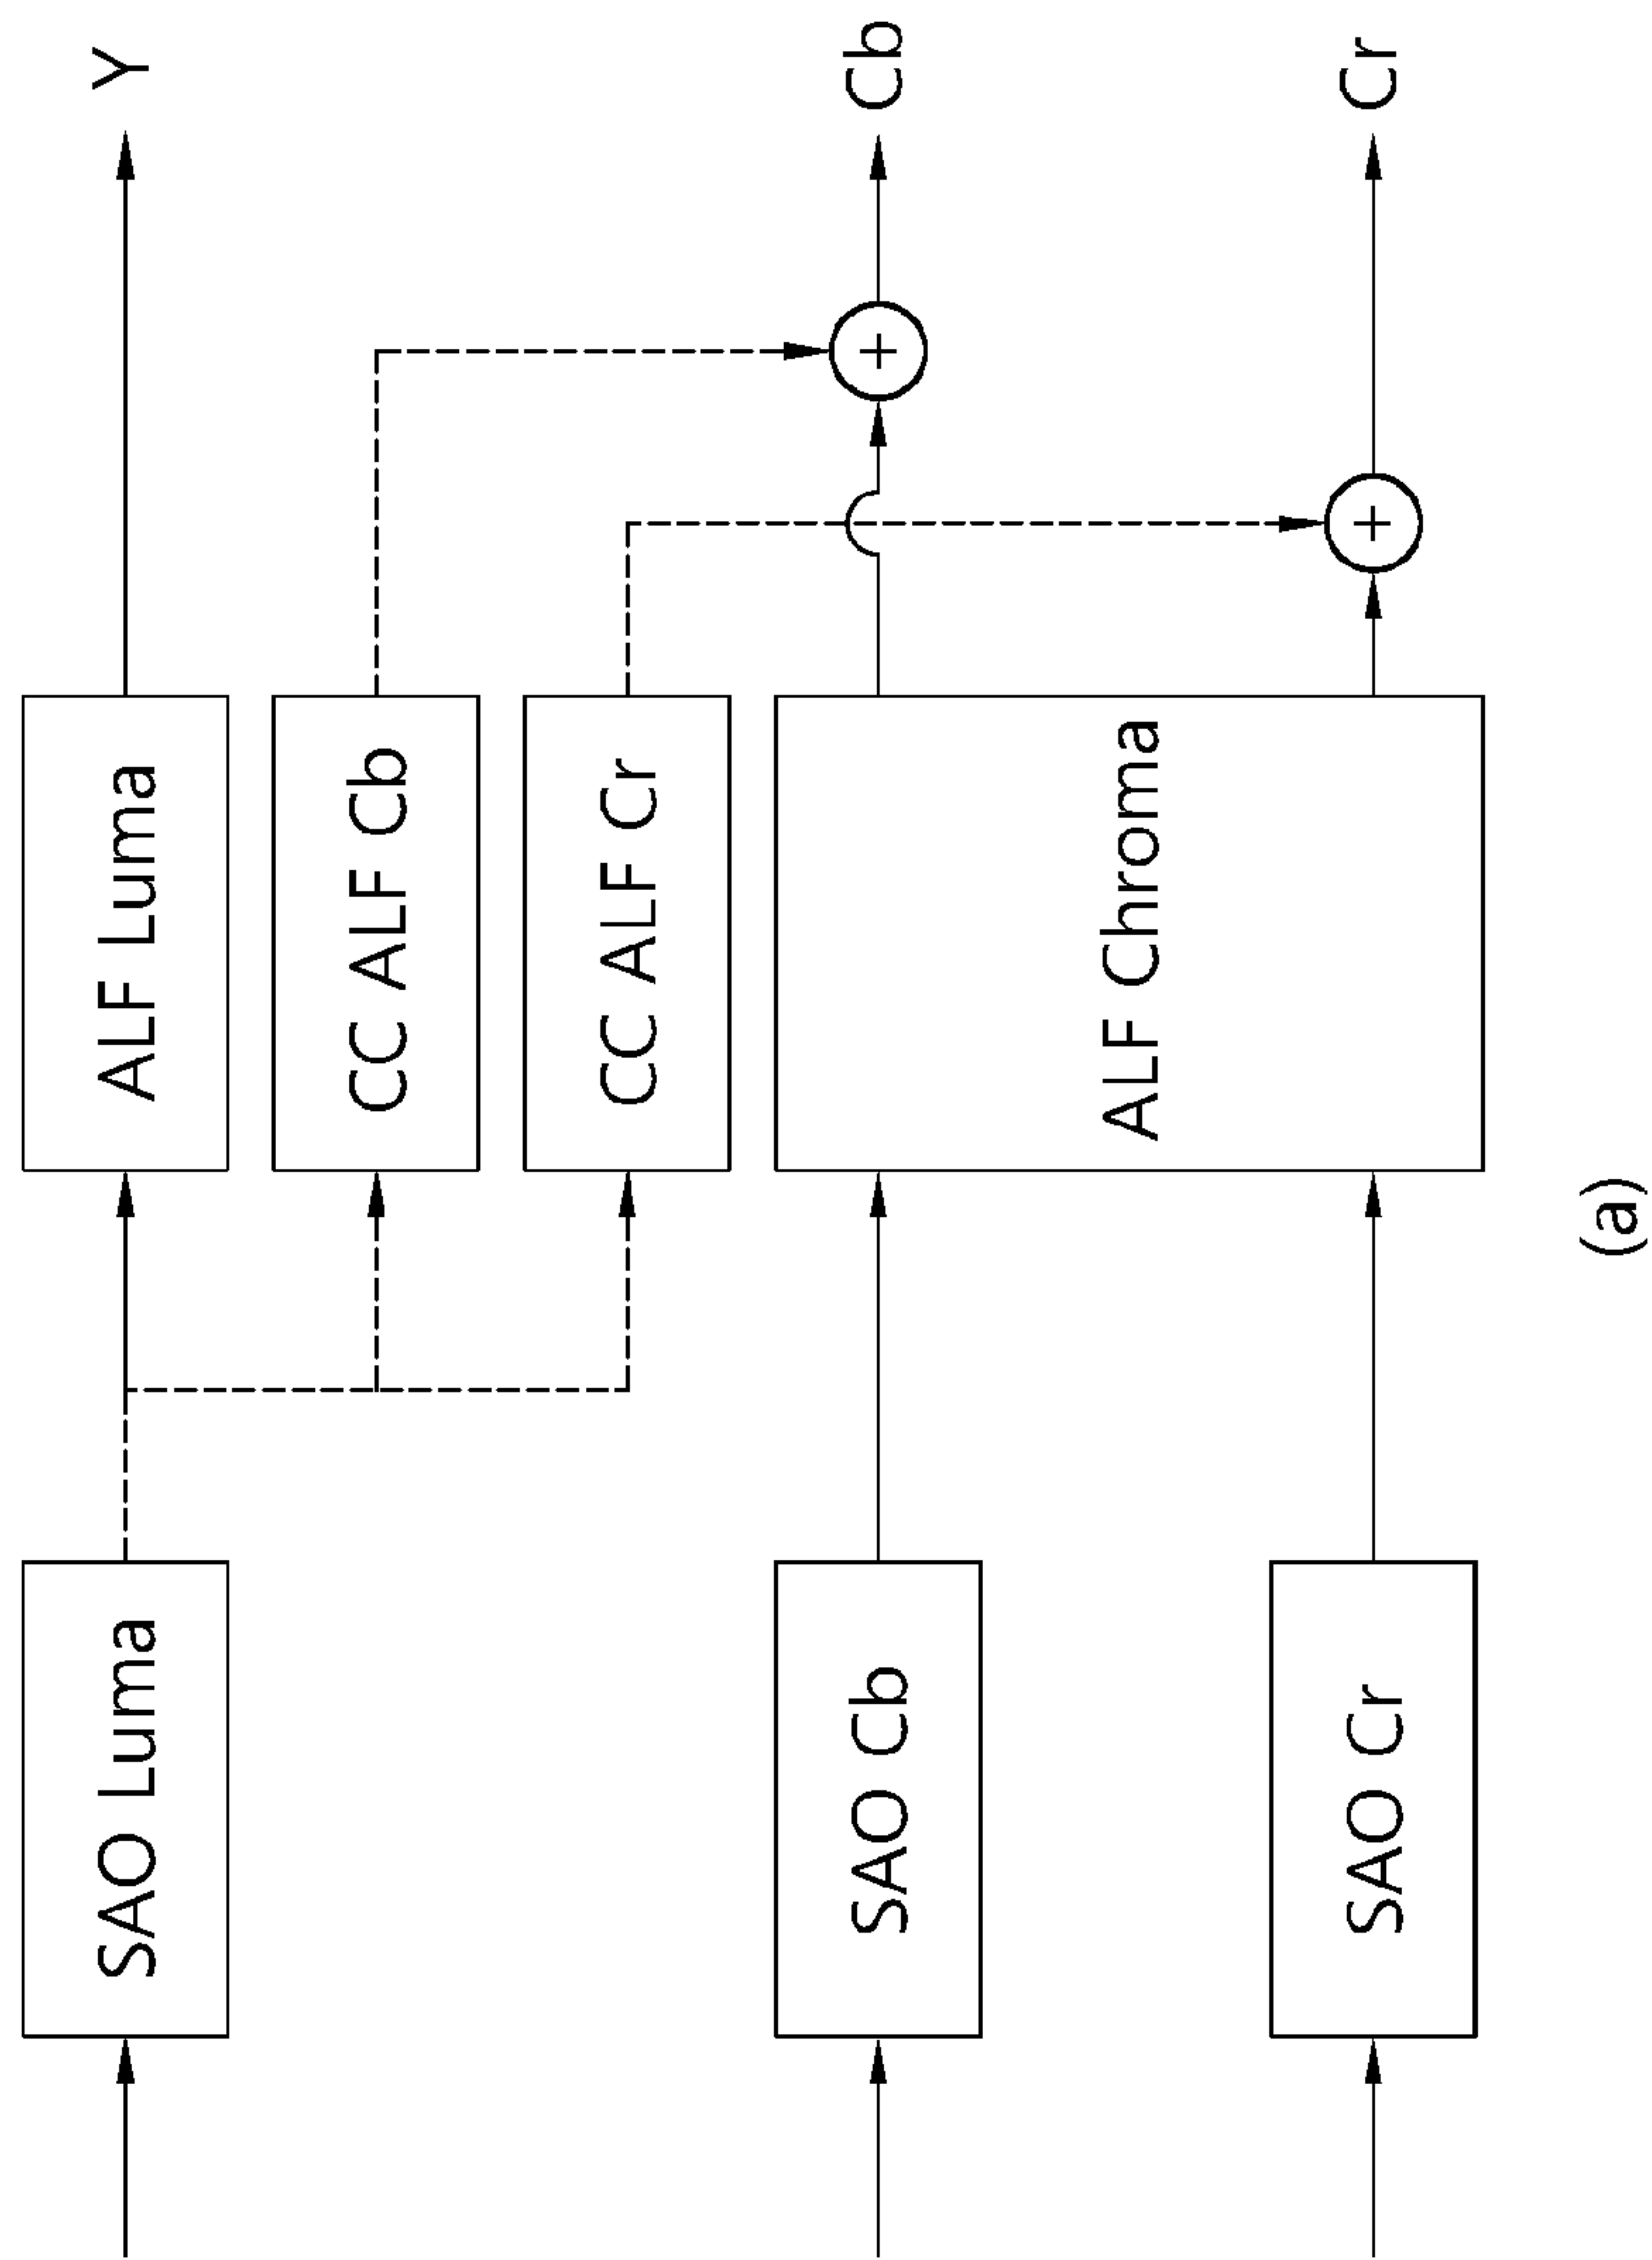 SAO Luma
ALF Luma
Y
CC ALF Cb
CC ALF Cr
SAO Cb
ALF Chroma
Cb
SAO Cr
Cr
(a)